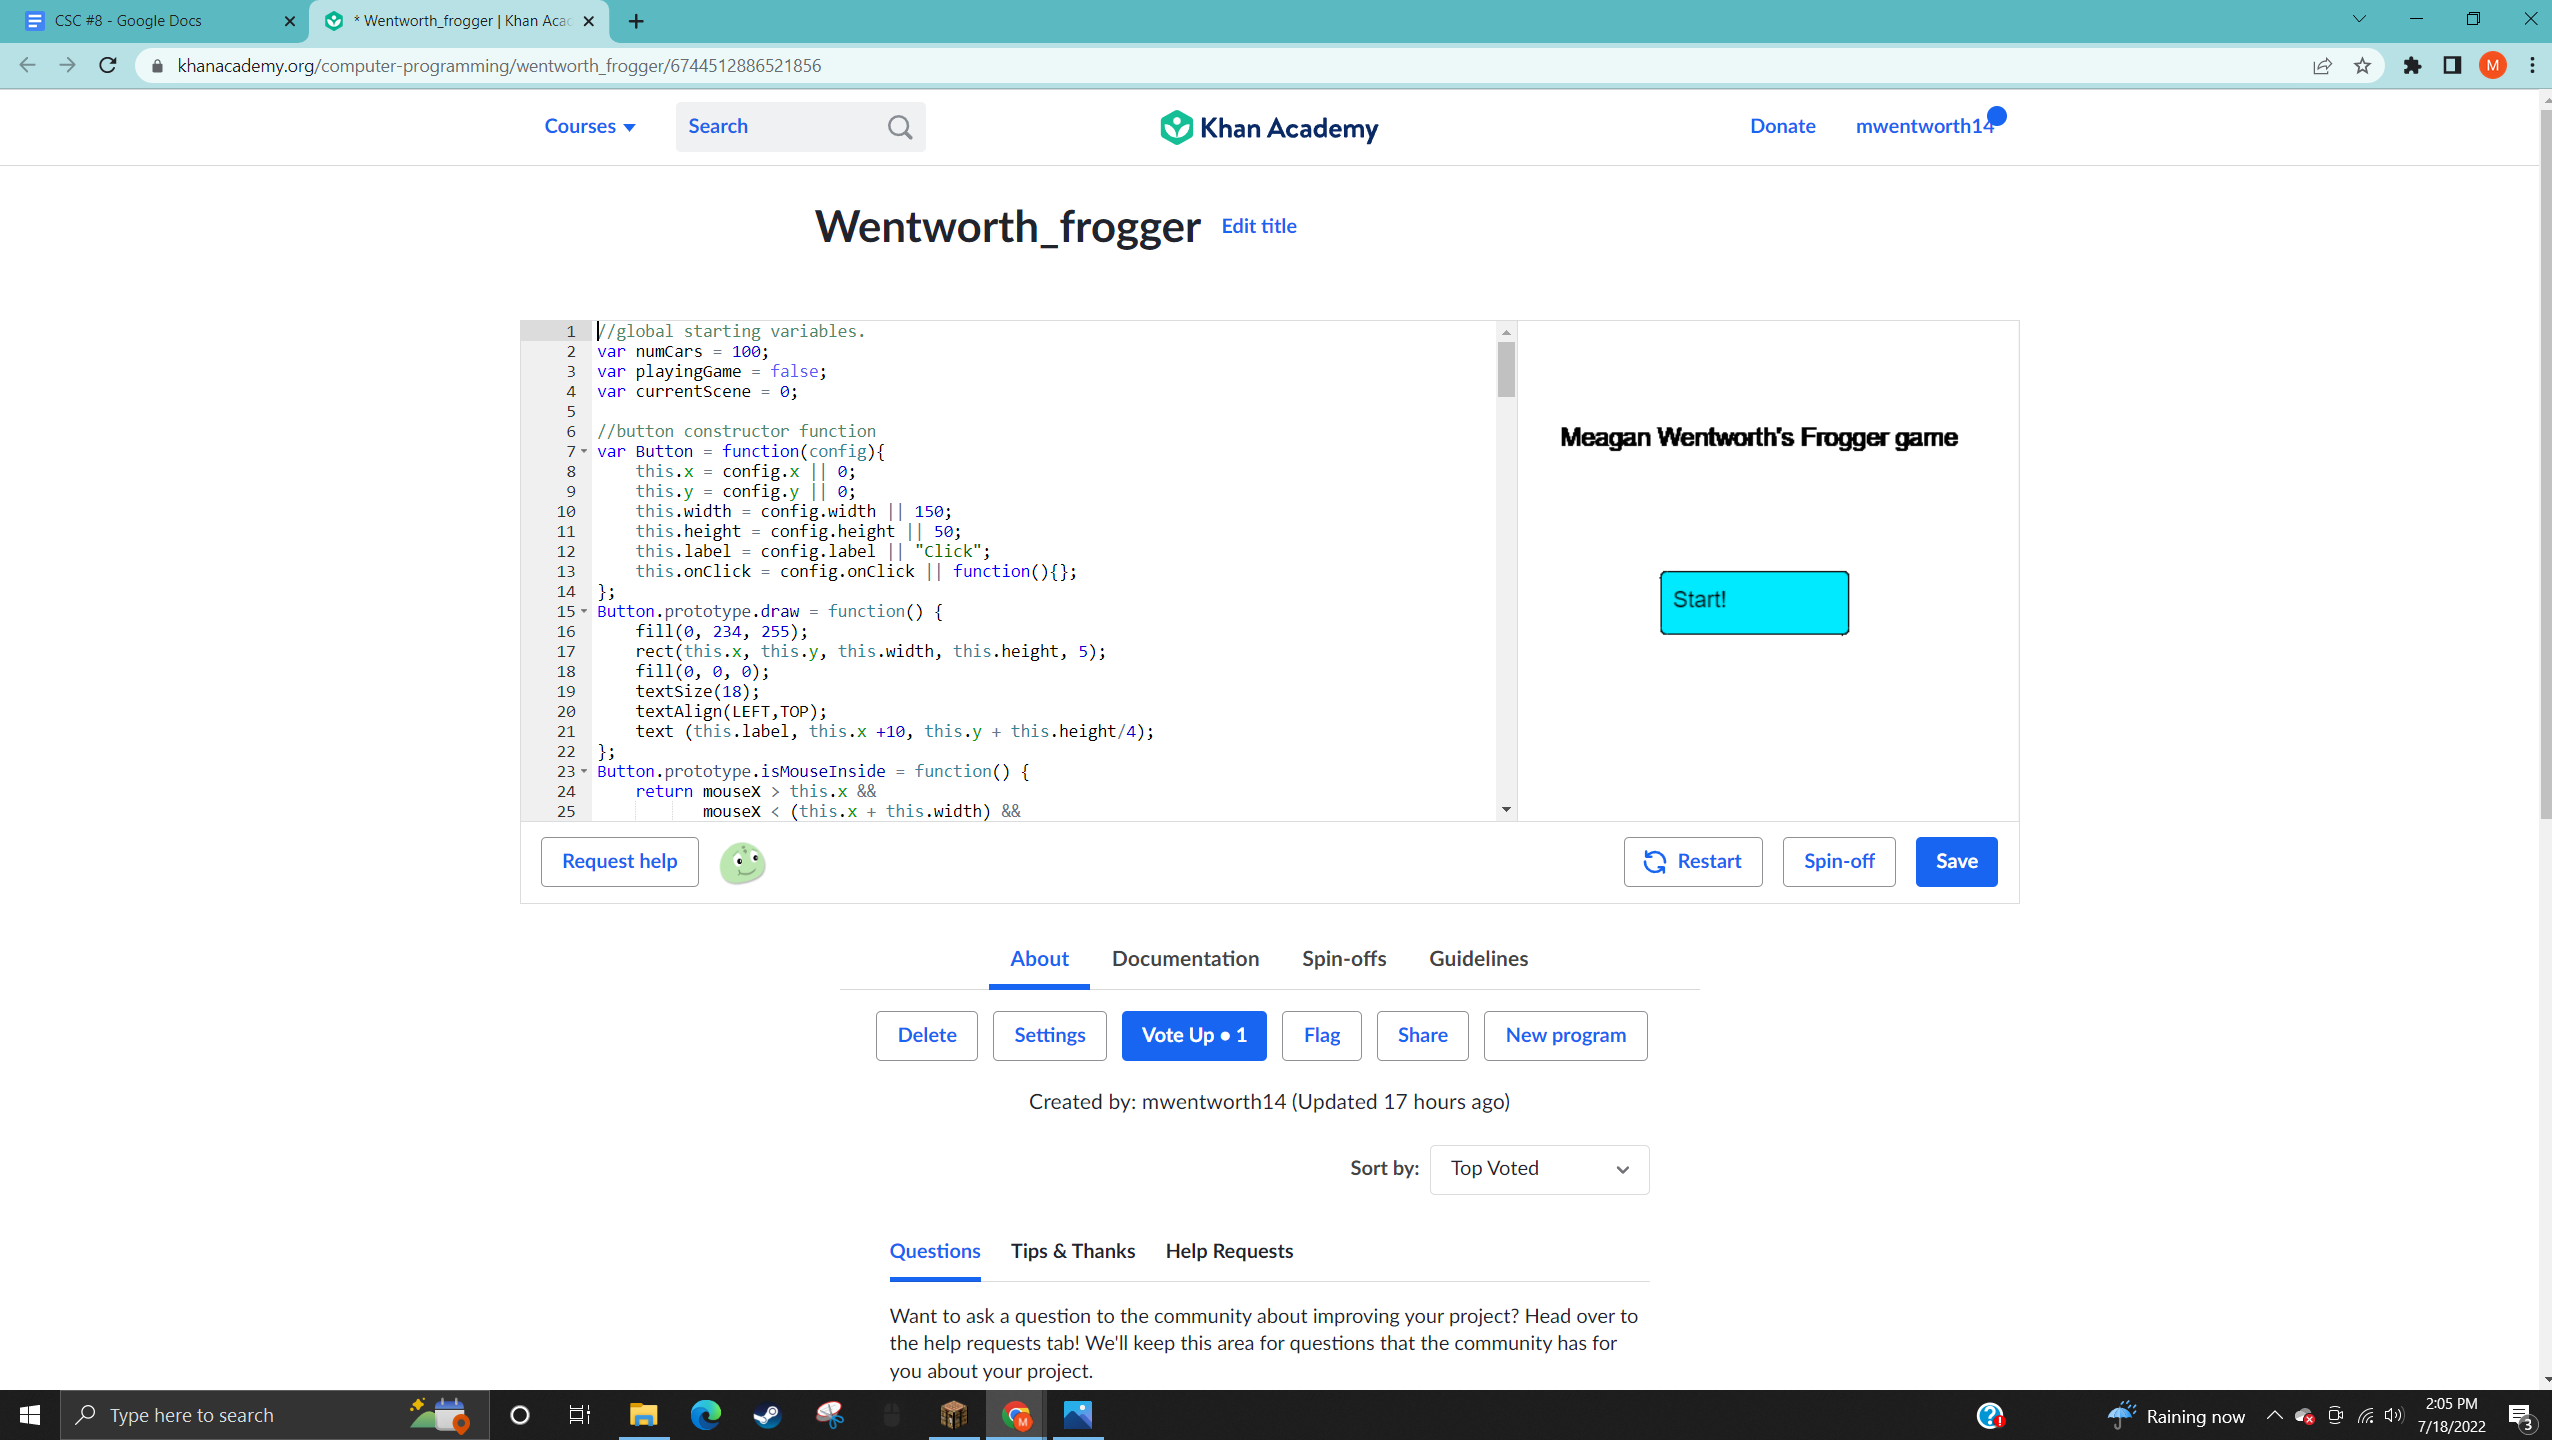 CSC #8 - Google Docs
* Wentworth_frogger | Khan Aca
khanacademy.org/computer-programming/wentworth_frogger/6744512886521856
M
Courses
Search
Khan Academy
Donate
mwentworth14
Wentworth_frogger
Edit title
1 //global starting variables.
2 var numCars = 100;
3 var playingGame = false;
4 var currentScene = 0;
5
6 //button constructor function
7 var Button = function(config){
8 this.x = config.x || 0;
9 this.y = config.y || 0;
10 this.width = config.width || 150;
11 this.height = config.height || 50;
12 this.label = config.label || "Click";
13 this.onClick = config.onClick || function(){};
14 };
15 Button.prototype.draw = function() {
16 fill(0, 234, 255);
17 rect(this.x, this.y, this.width, this.height, 5);
18 fill(0, 0, 0);
19 textSize(18);
20 textAlign(LEFT,TOP);
21 text (this.label, this.x +10, this.y + this.height/4);
22 };
23 Button.prototype.isMouseInside = function() {
24 return mouseX > this.x &&
25 mouseX < (this.x + this.width) &&
Meagan Wentworth's Frogger game
Start!
Request help
Restart
Spin-off
Save
About
Documentation
Spin-offs
Guidelines
Delete
Settings
Vote Up • 1
Flag
Share
New program
Created by: mwentworth14 (Updated 17 hours ago)
Sort by:
Top Voted
Questions
Tips & Thanks
Help Requests
Want to ask a question to the community about improving your project? Head over to
the help requests tab! We'll keep this area for questions that the community has for
you about your project.
Type here to search
M
Raining now
2:05 PM
7/18/2022
3